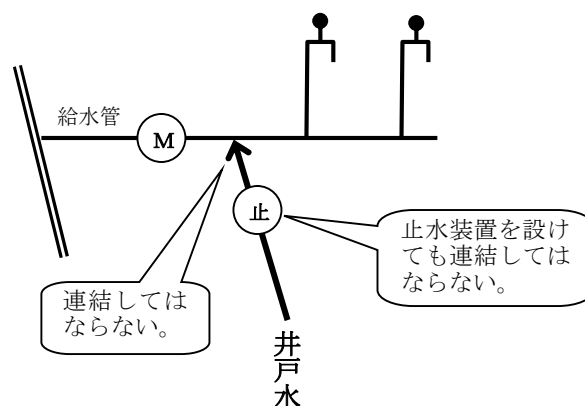 給水管
M
止
止水装置を設け
ても連結しては
ならない。
連結しては
ならない。
井戸水